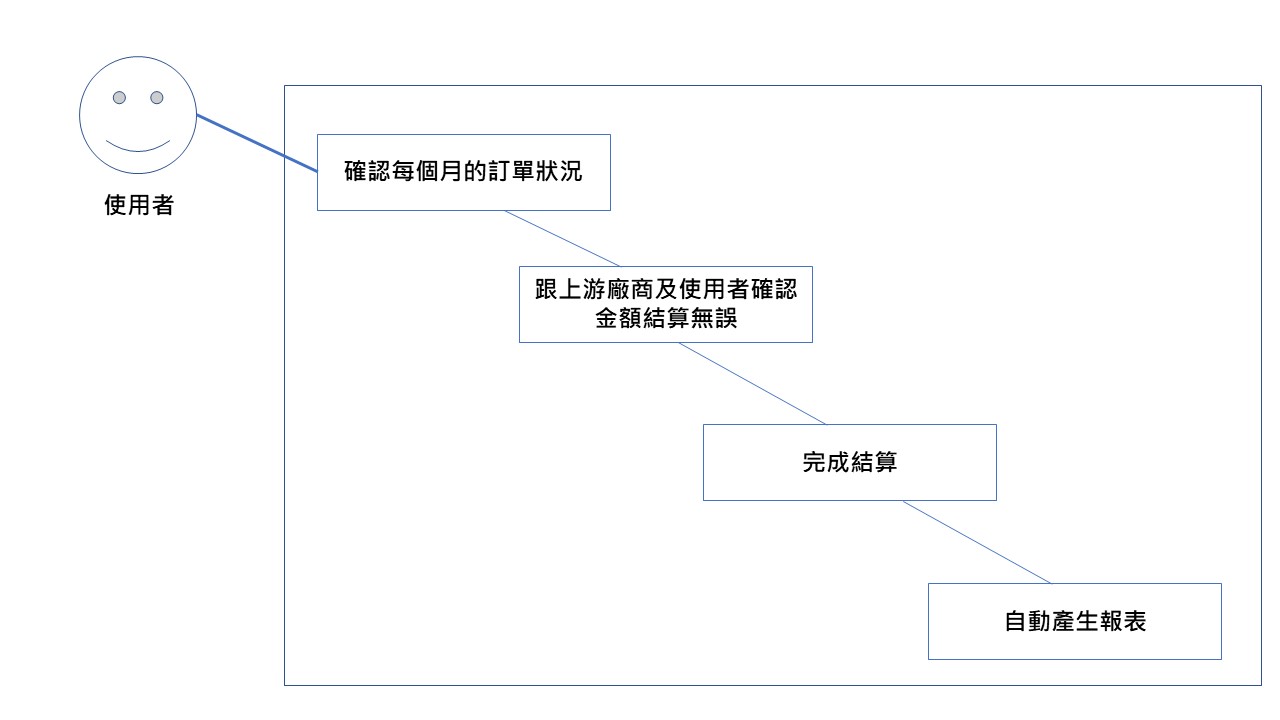 使用者
確認每個月的訂單狀況
跟上游廠商及使用者確認
金額結算無誤
完成結算
自動產生報表